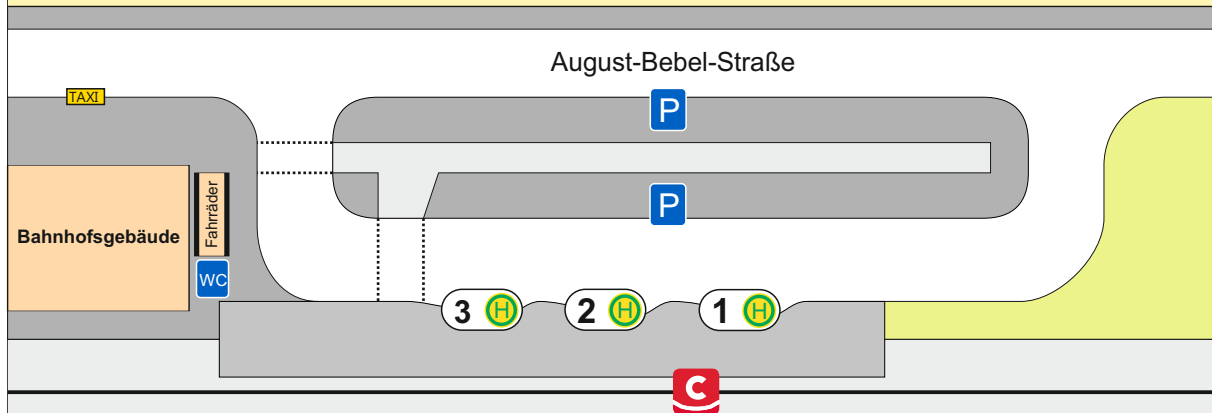 August-Bebel-Straße
TAXI
P
Fahrräder
P
Bahnhofsgebäude
WC
3 H
2 H
1 H
C